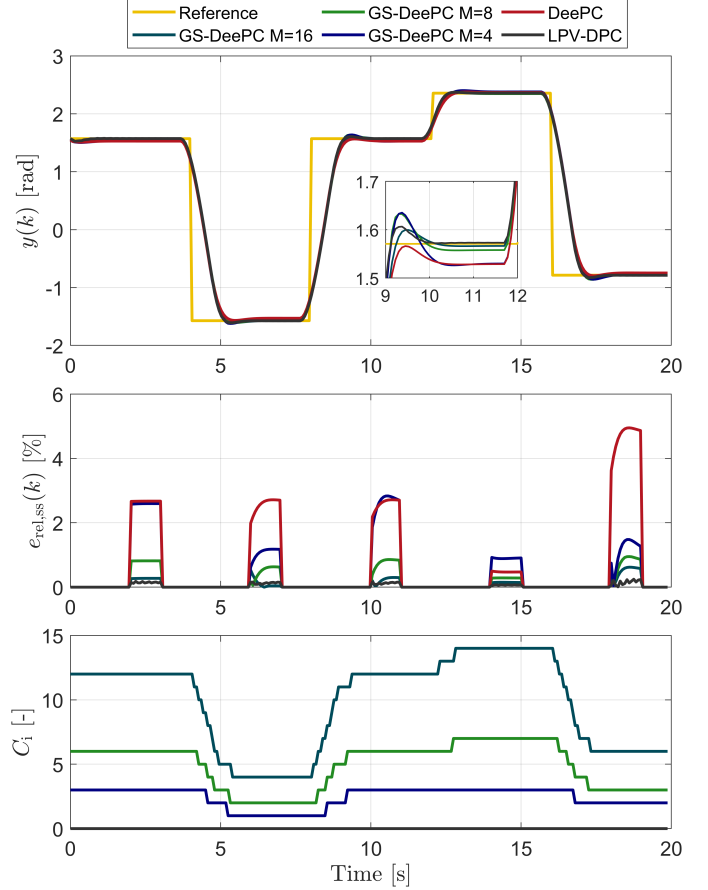 Reference GS-DeePC M=8 DeePC
GS-DeePC M=16 GS-DeePC M=4 LPV-DPC
3
2
1
0
-1
-2
y(k) [rad]
1.7
1.6
1.5
9 10 11 12
0 5 10 15 20
6
4
2
0
e_rel,ss(k) [%]
0 5 10 15 20
15
10
5
0
C_i [-]
0 5 10 15 20
Time [s]